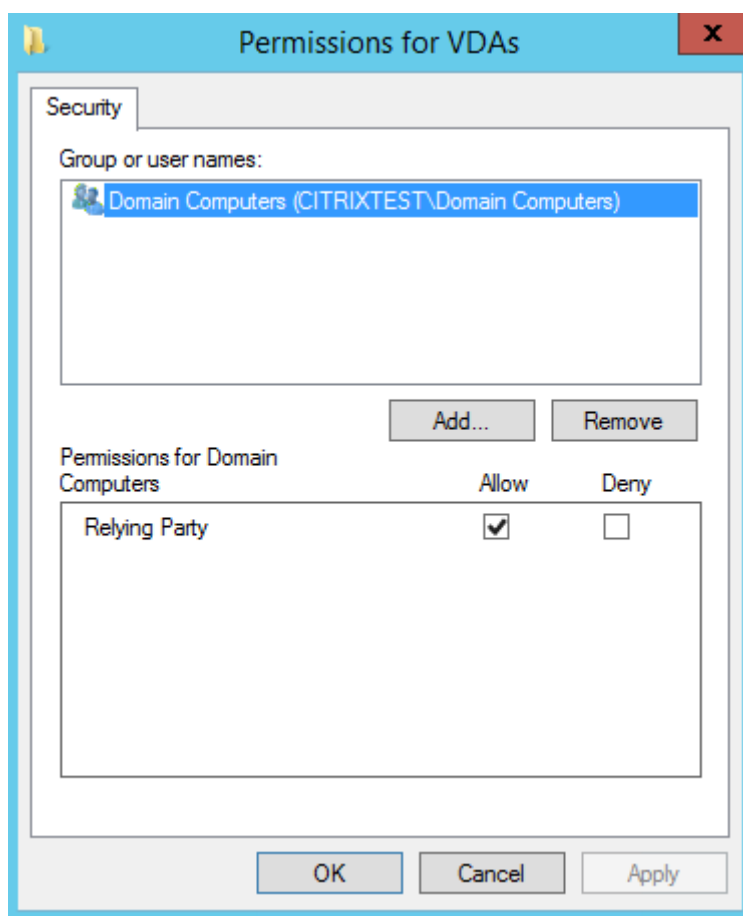 Permissions for VDAs
x
Security
Group or user names:
Domain Computers (CITRIXTEST\Domain Computers)
Add...
Remove
Permissions for Domain
Computers
Allow
Deny
Relying Party
OK
Cancel
Apply